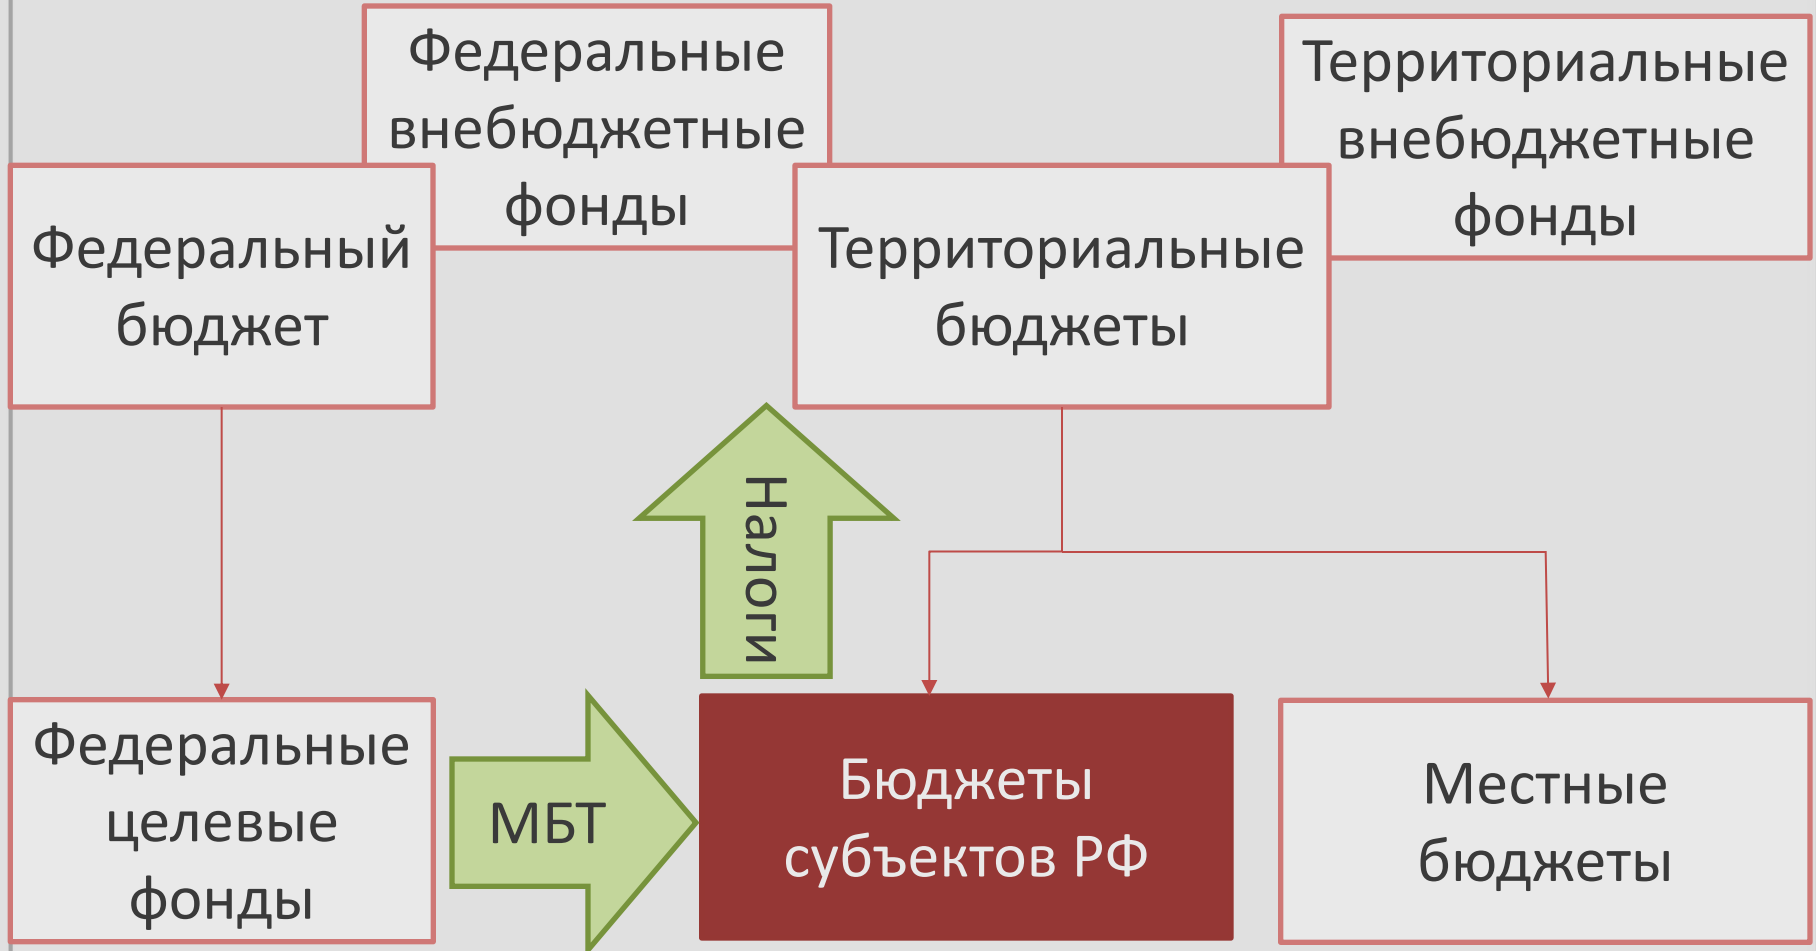 Федеральные
внебюджетные
фонды
Территориальные
внебюджетные
фонды
Федеральный
бюджет
Территориальные
бюджеты
Налоги
Федеральные
целевые
фонды
МБТ
Бюджеты
субъектов РФ
Местные
бюджеты